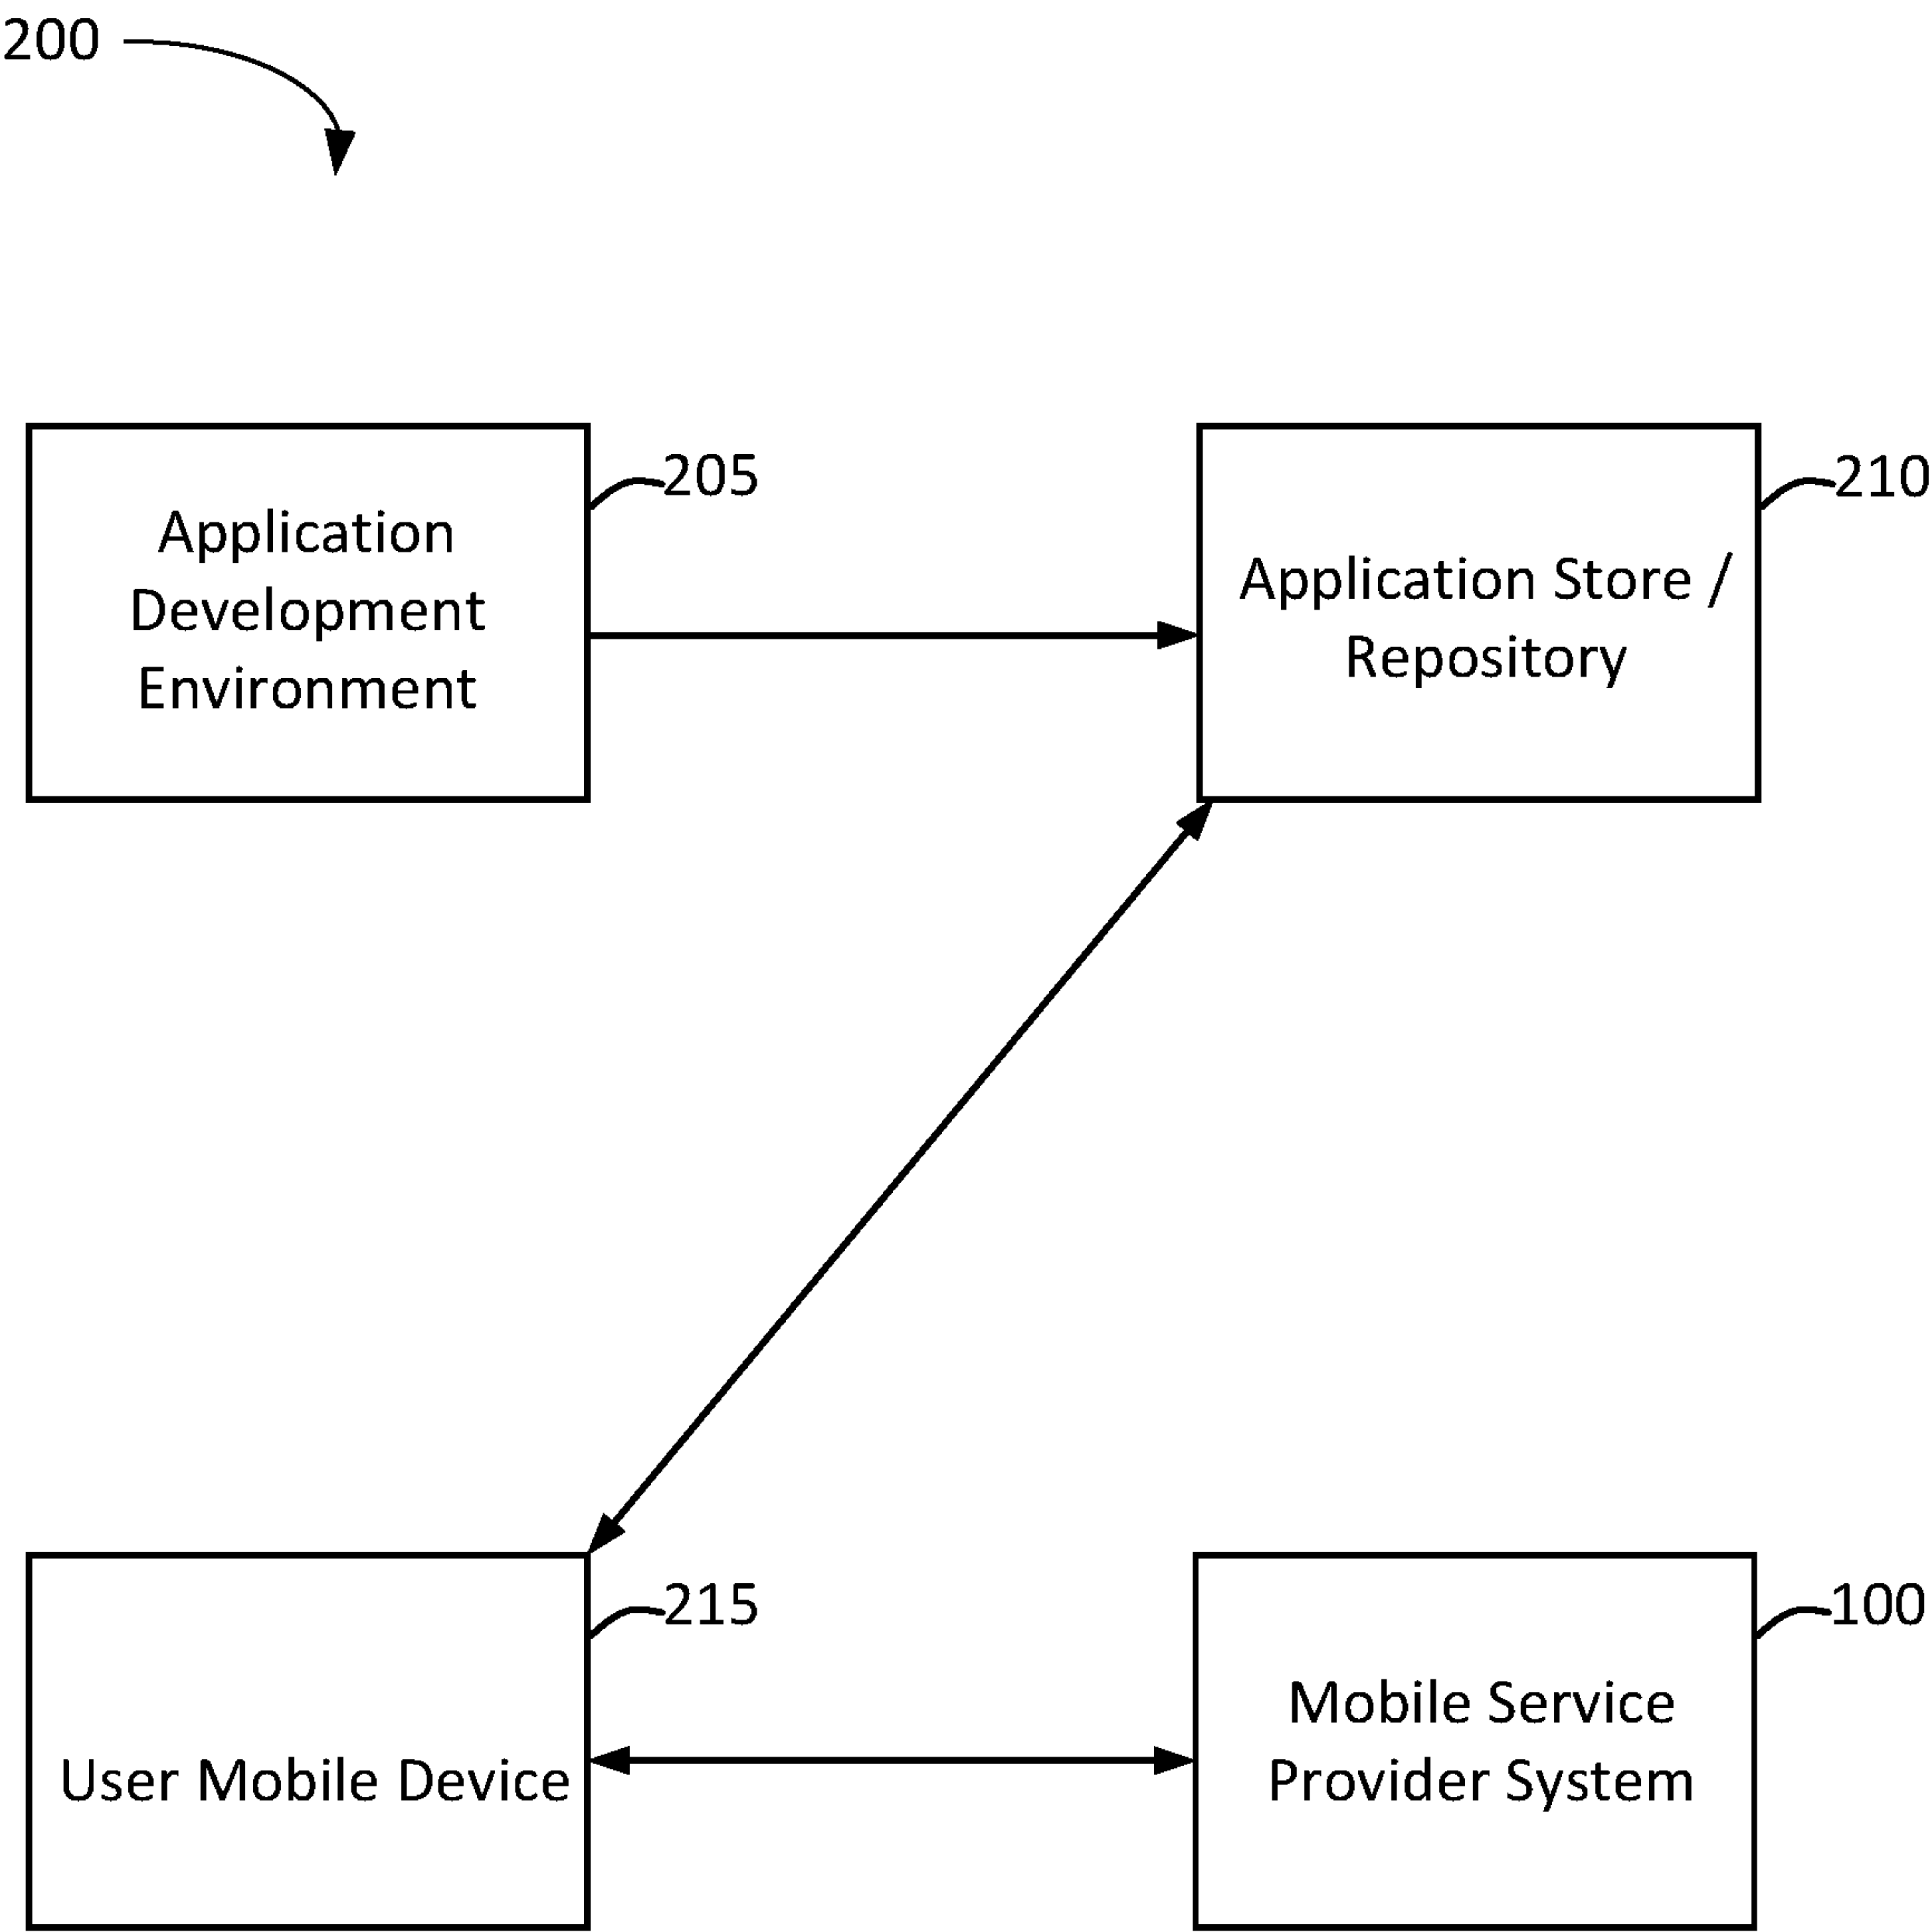 200
205
Application
Development
Environment
210
Application Store /
Repository
215
User Mobile Device
100
Mobile Service
Provider System